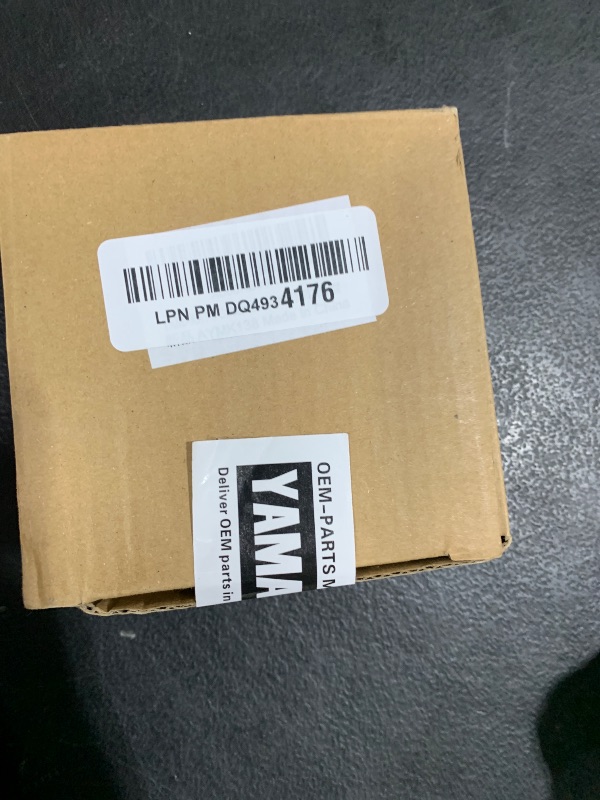 LPN PM DQ4934176
OEM-PARTS M
YAMA
Deliver OEM parts in